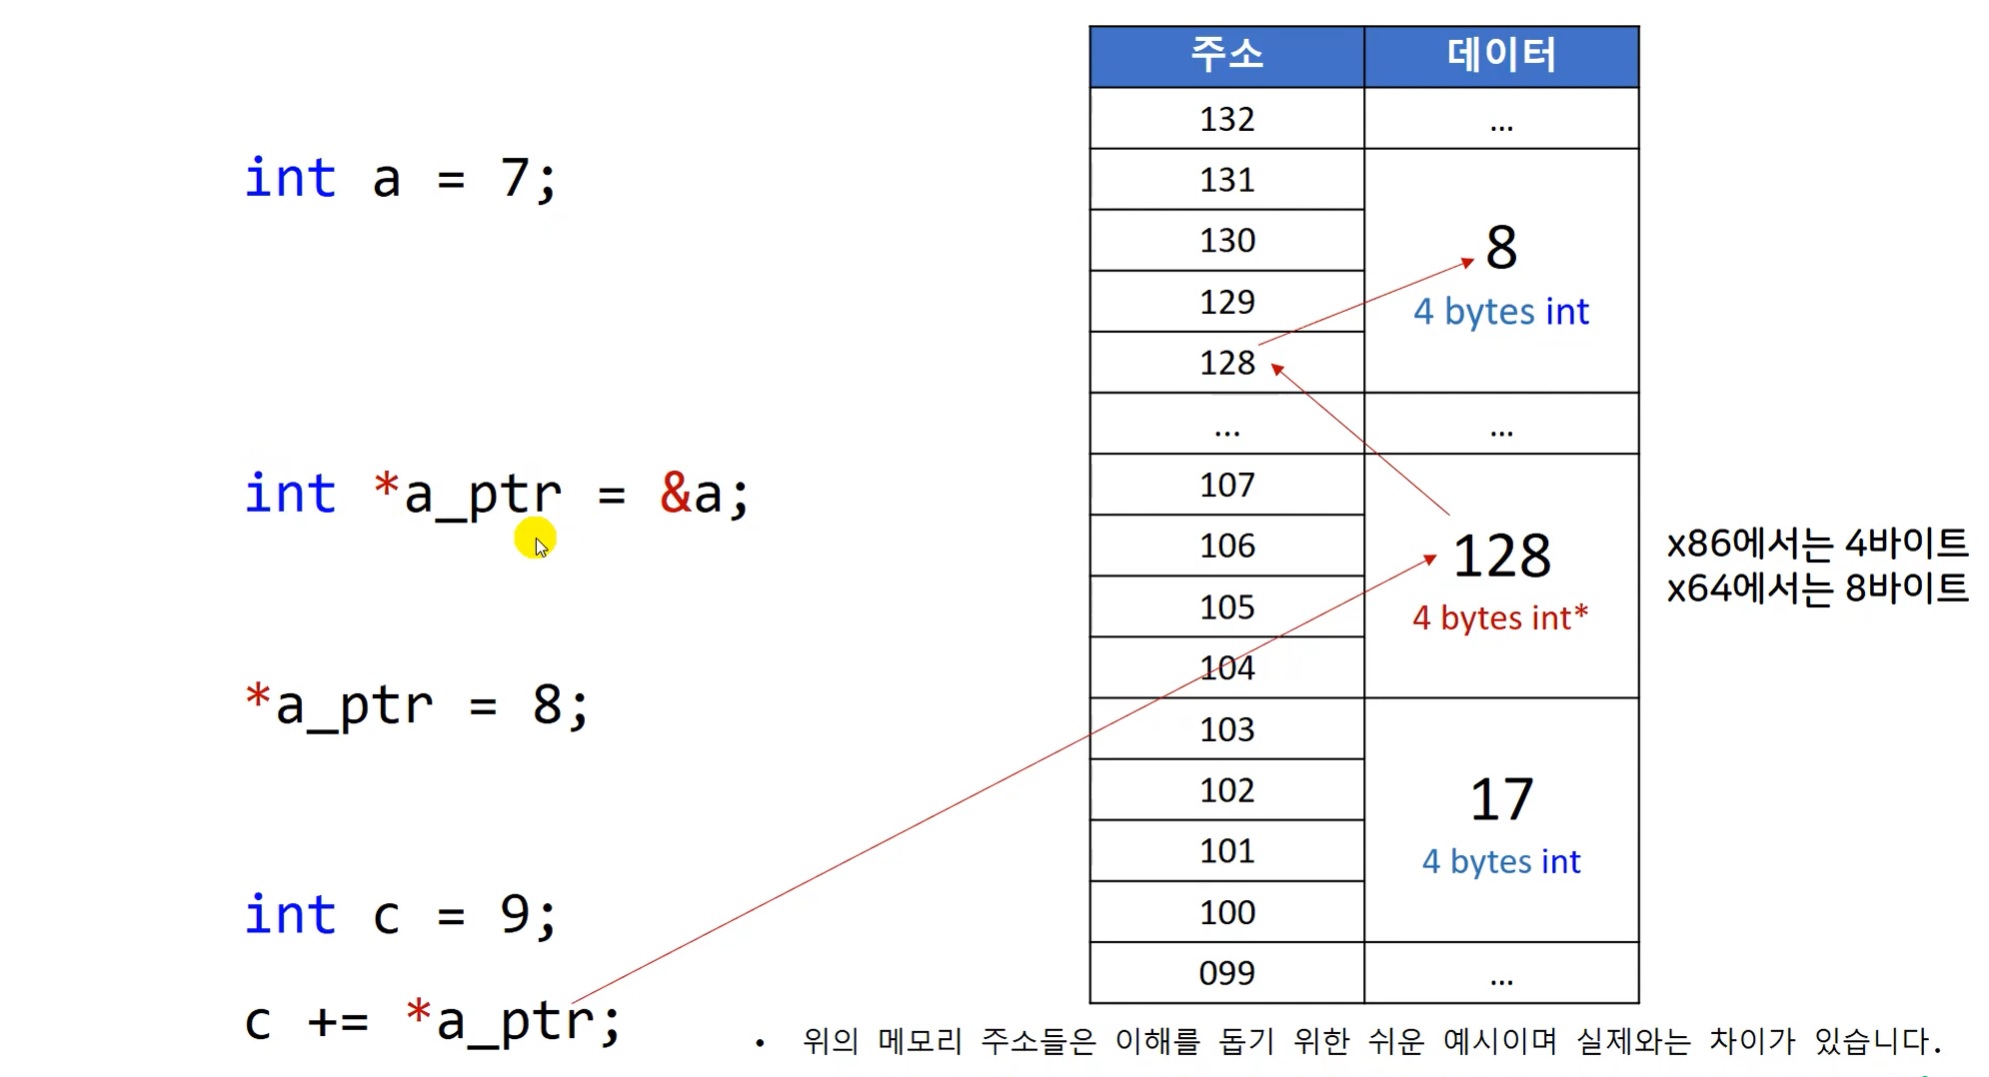 int a = 7;
int *a_ptr = &a;
*a_ptr = 8;
int c = 9;
c += *a_ptr;
주소 데이터
132 ...
131
130
129
128
8
4 bytes int
... ...
107
106
105
104
128
4 bytes int*
x86에서는 4바이트
x64에서는 8바이트
103
102
101
100
17
4 bytes int
099 ...
• 위의 메모리 주소들은 이해를 돕기 위한 쉬운 예시이며 실제와는 차이가 있습니다.